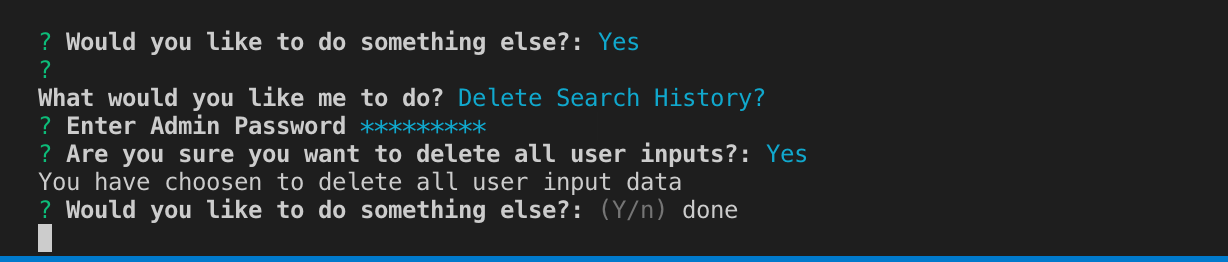 ? Would you like to do something else?: Yes
?
What would you like me to do? Delete Search History?
? Enter Admin Password *********
? Are you sure you want to delete all user inputs?: Yes
You have choosen to delete all user input data
? Would you like to do something else?: (Y/n) done